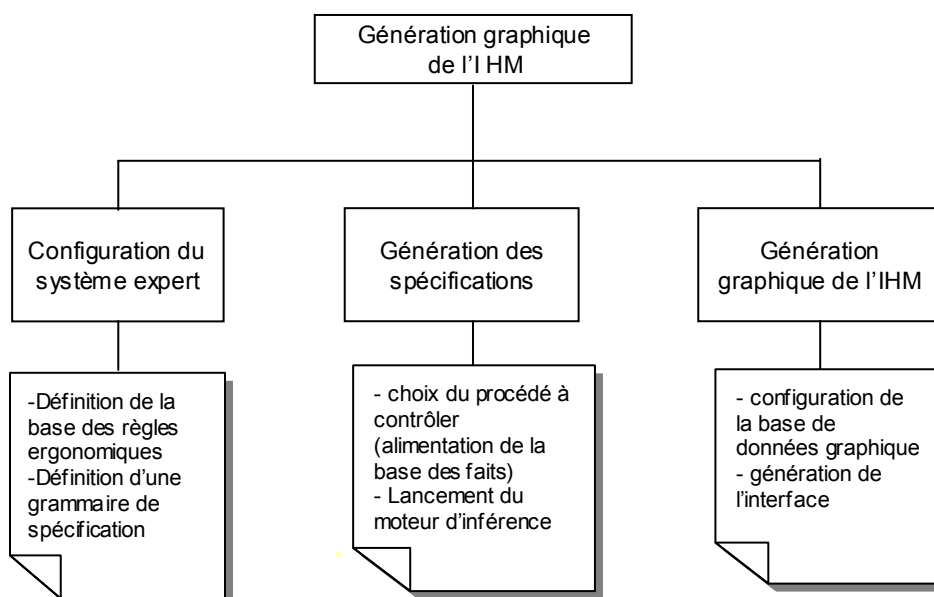 Génération graphique
de l'I HM
Configuration du
système expert
Génération des
spécifications
Génération
graphique de l'IHM
-Définition de la
base des règles
ergonomiques
-Définition d'une
grammaire de
spécification
- choix du procédé à
contrôler
(alimentation de la
base des faits)
- Lancement du
moteur d'inférence
- configuration de
la base de
données graphique
- génération de
l'interface